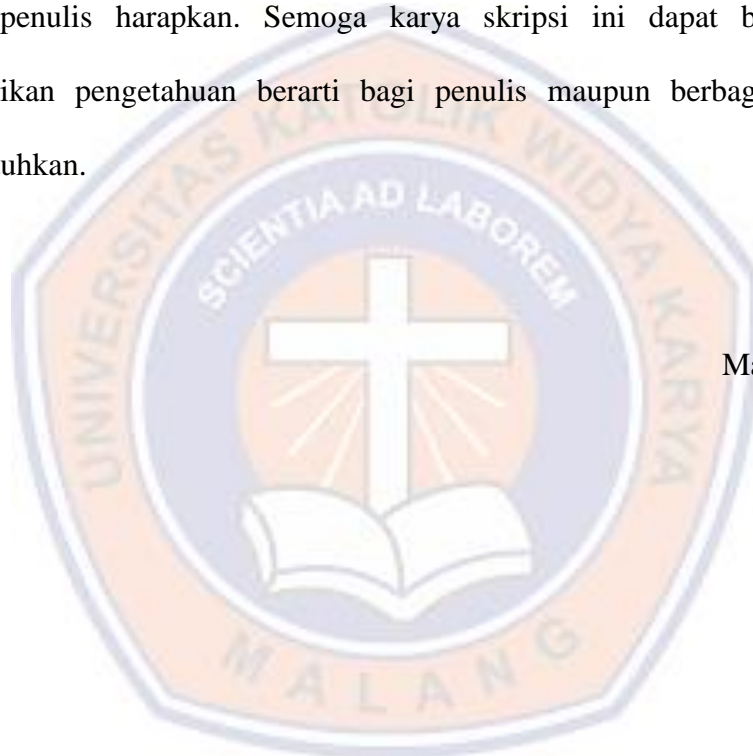 penulis harapkan. Semoga karya skripsi ini dapat b
ikan pengetahuan berarti bagi penulis maupun berbag
uhkan.
UNIVERSITAS KATOLIK WIDYA KARYA
SCIENTIA AD LABOREM
Ma
MALANG